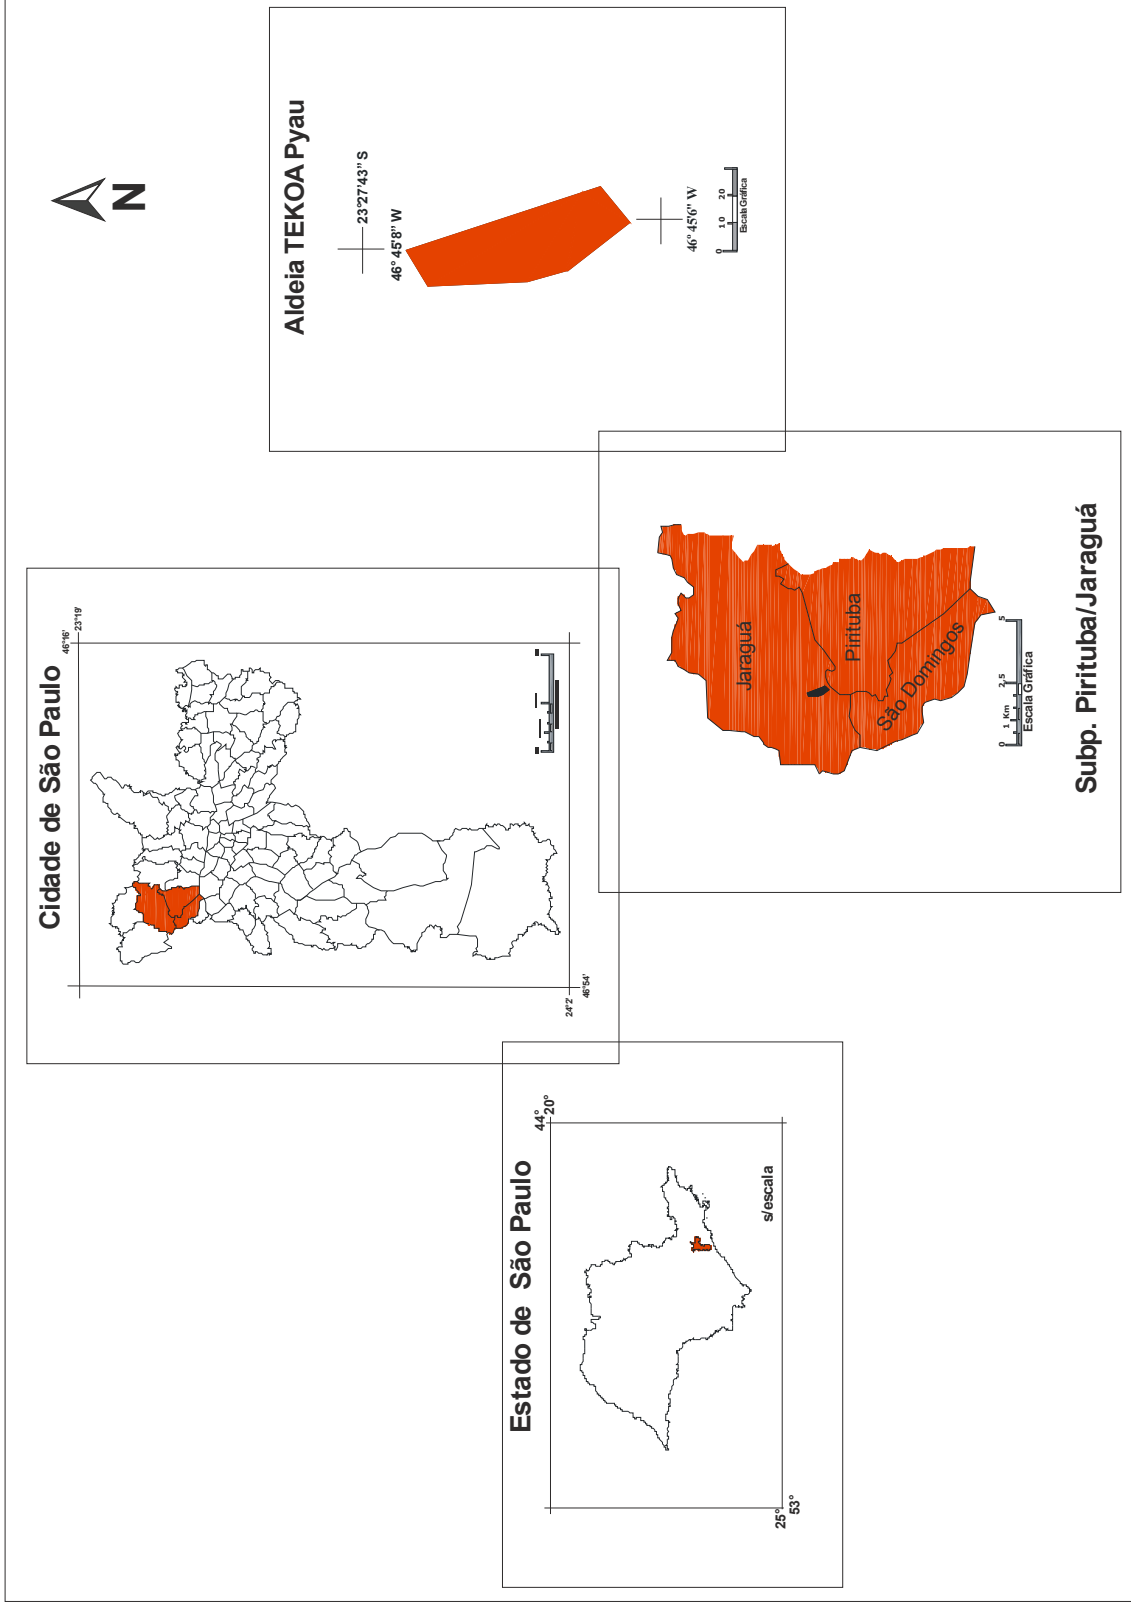 N
Cidade de São Paulo
46°16'
23°19'
24°2'
46°54'
Aldeia TEKOA Pyau
23°27'43'' S
46° 45'8'' W
46° 45'6'' W
0 10 20
Escala Gráfica
Estado de São Paulo
44°
20°
s/escala
25°
53°
Jaraguá
Pirituba
São Domingos
0 1 Km 2,5 5
Escala Gráfica
Subp. Pirituba/Jaraguá